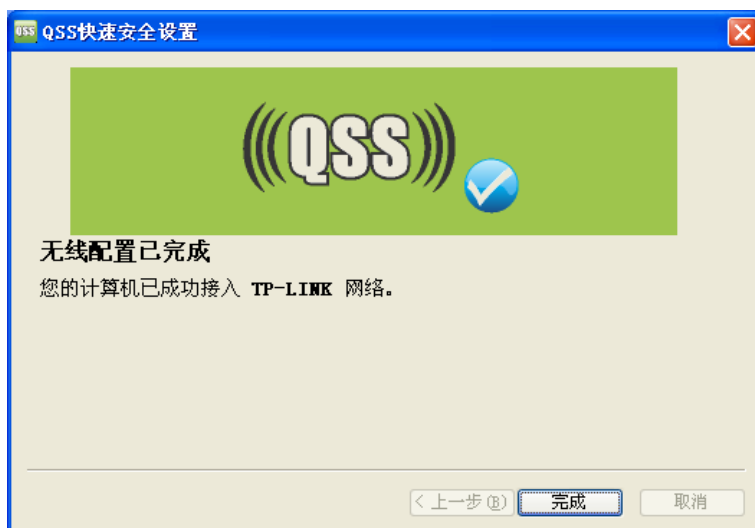 QSS QSS快速安全设置
QSS
无线配置已完成
您的计算机已成功接入 TP-LINK 网络。
< 上一步(B) 完成 取消